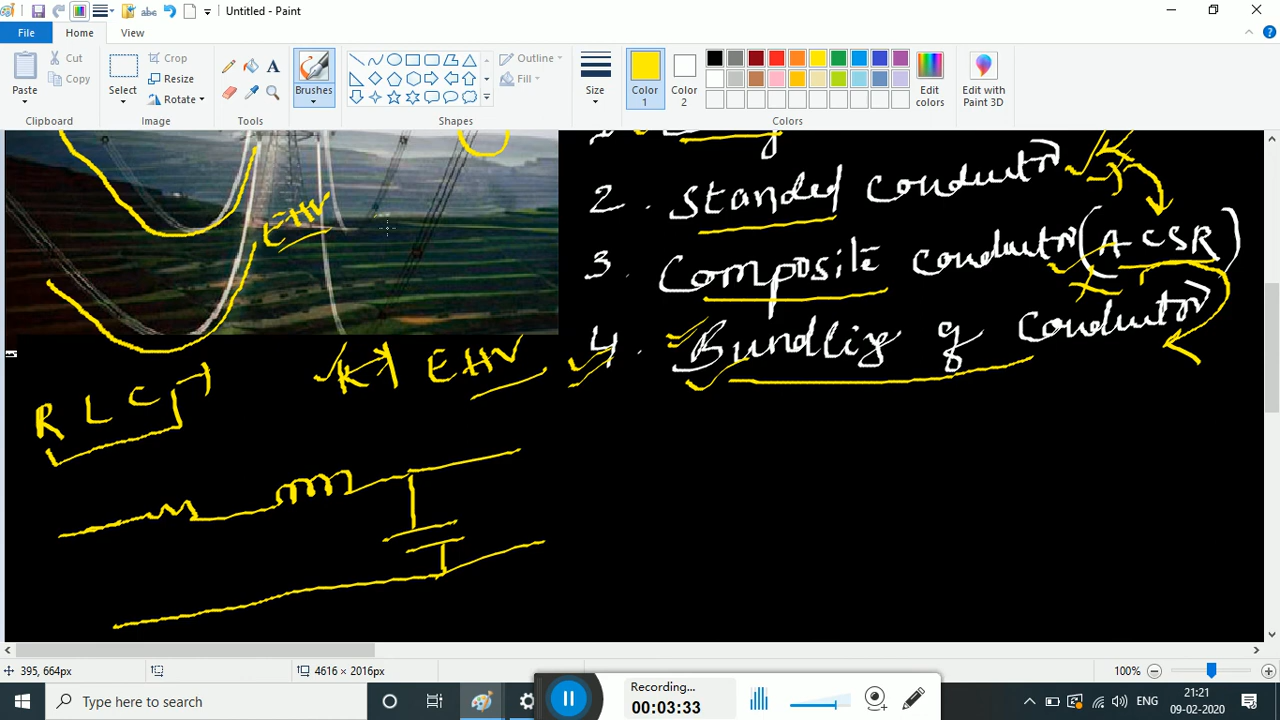 Untitled - Paint
File Home View
Paste
Cut
Copy
Clipboard
Select
Crop
Resize
Rotate
Image
Tools
Brushes
Shapes
Outline
Fill
Size
Color 1
Color 2
Colors
Edit colors
Edit with Paint 3D
2. Standed conductor
3. Composite conductor (ACSR)
4. Bundlig of conductor
EHV
EHV
R L C
395, 664px
4616 × 2016px
100%
Type here to search
Recording...
00:03:33
ENG
21:21
09-02-2020